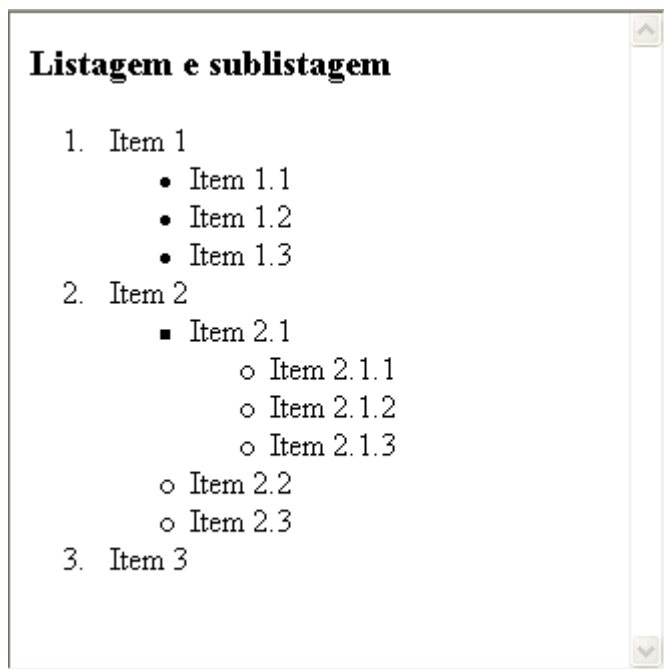 Listagem e sublistagem
1. Item 1
• Item 1.1
• Item 1.2
• Item 1.3
2. Item 2
▪ Item 2.1
○ Item 2.1.1
○ Item 2.1.2
○ Item 2.1.3
○ Item 2.2
○ Item 2.3
3. Item 3